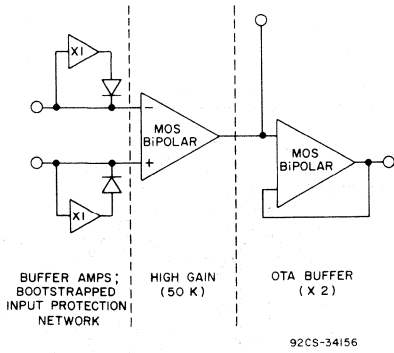 X1
−
MOS
BiPOLAR
+
X1
MOS
BiPOLAR
BUFFER AMPS;
BOOTSTRAPPED
INPUT PROTECTION
NETWORK
HIGH GAIN
(50 K)
OTA BUFFER
(X 2)
92CS-34156